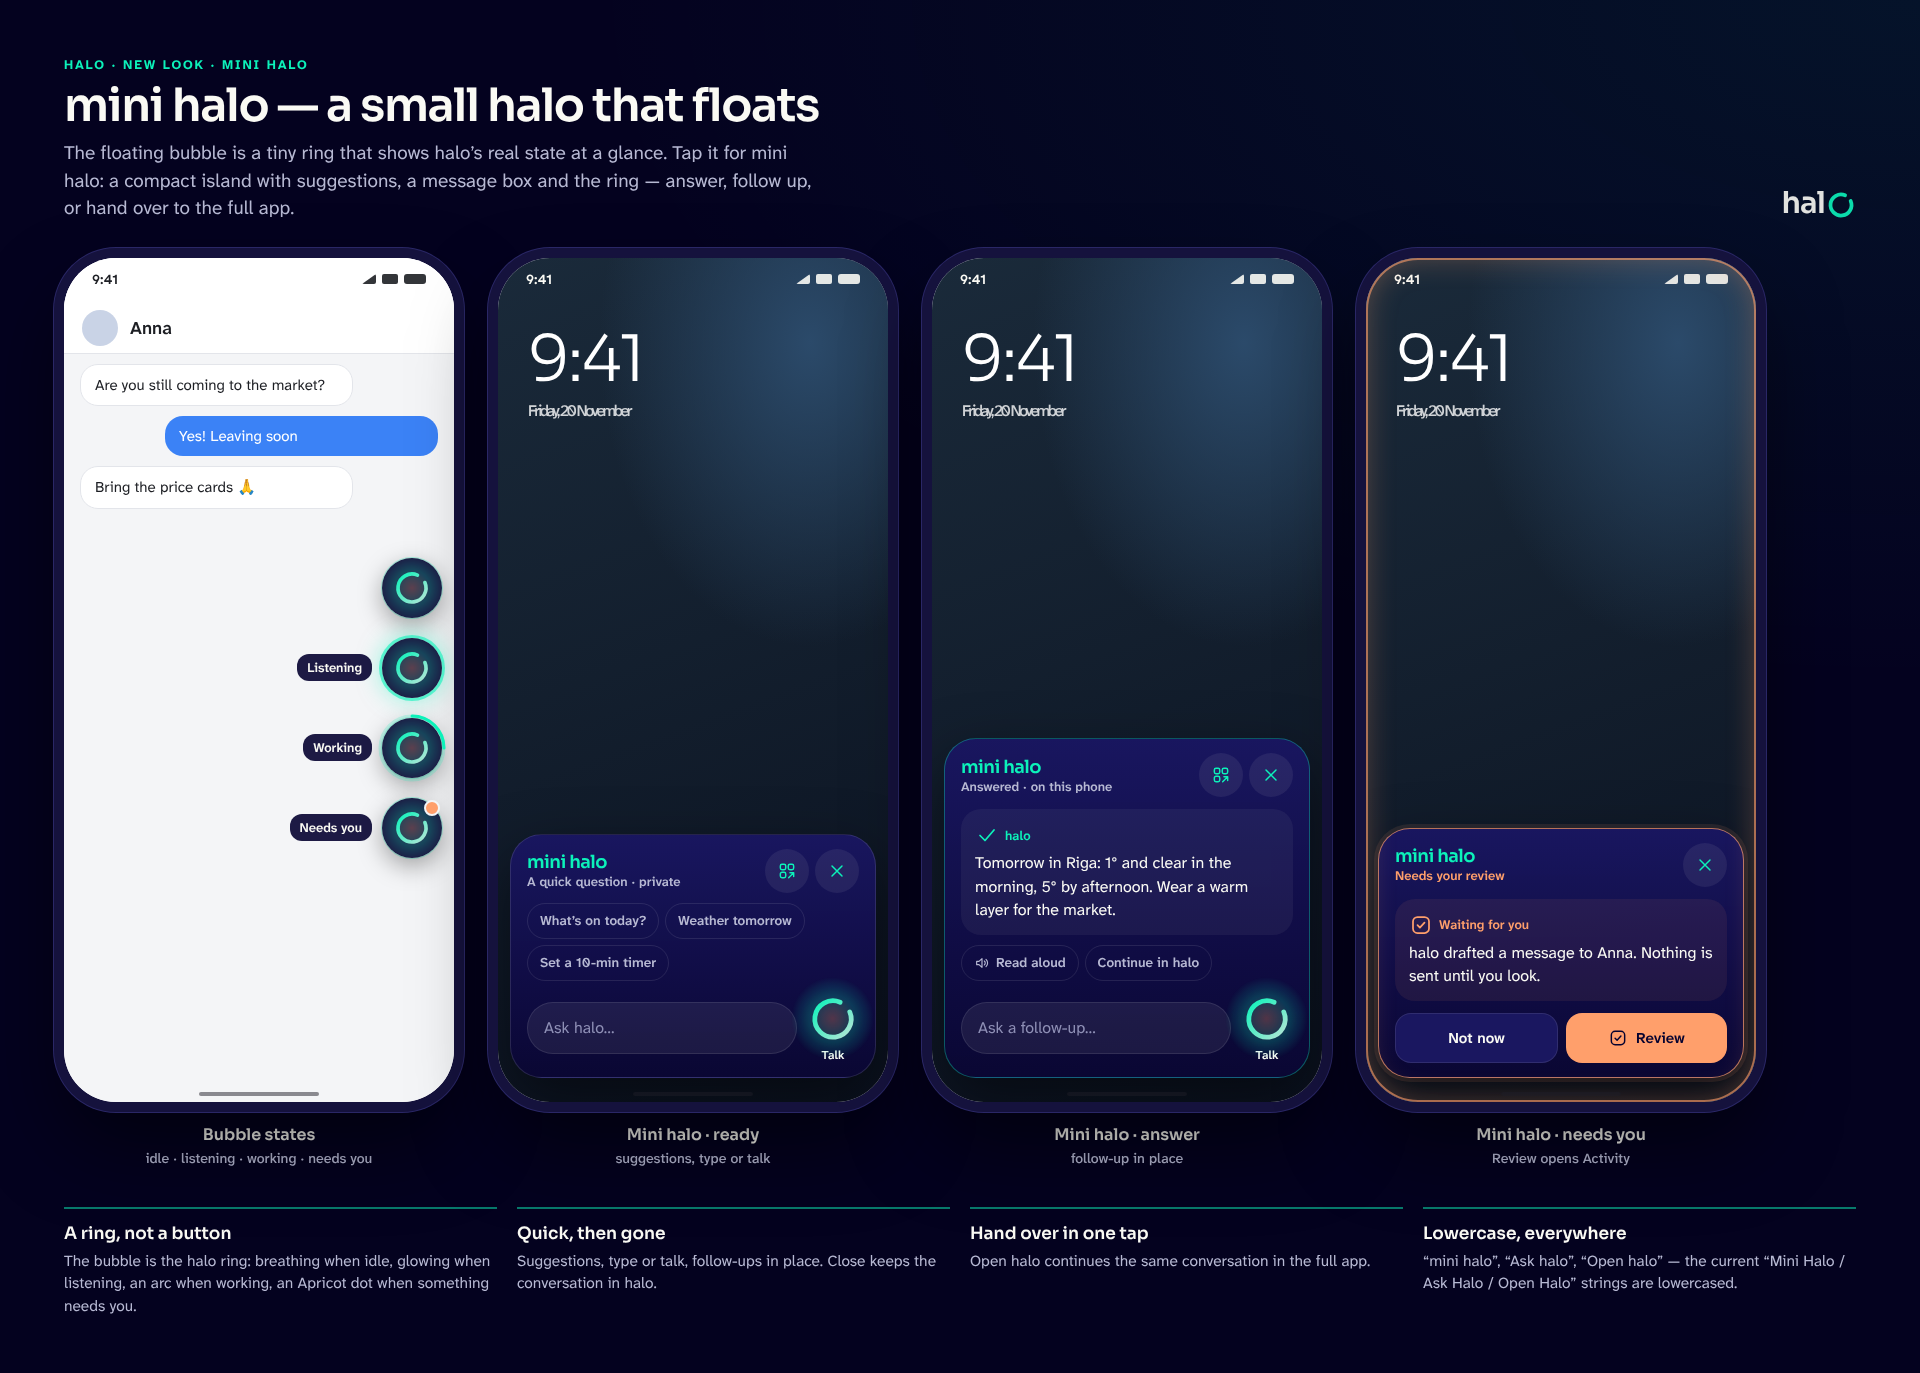 HALO · NEW LOOK · MINI HALO
mini halo — a small halo that floats
The floating bubble is a tiny ring that shows halo’s real state at a glance. Tap it for mini
halo: a compact island with suggestions, a message box and the ring — answer, follow up,
or hand over to the full app.
halo
9:41
Anna
Are you still coming to the market?
Yes! Leaving soon
Bring the price cards 🙏
Listening
Working
Needs you
Bubble states
idle · listening · working · needs you
9:41
9:41
Friday, 20 November
mini halo
A quick question · private
What’s on today?
Weather tomorrow
Set a 10-min timer
Ask halo…
Talk
Mini halo · ready
suggestions, type or talk
9:41
9:41
Friday, 20 November
mini halo
Answered · on this phone
halo
Tomorrow in Riga: 1° and clear in the
morning, 5° by afternoon. Wear a warm
layer for the market.
Read aloud
Continue in halo
Ask a follow-up…
Talk
Mini halo · answer
follow-up in place
9:41
9:41
Friday, 20 November
mini halo
Needs your review
Waiting for you
halo drafted a message to Anna. Nothing is
sent until you look.
Not now
Review
Mini halo · needs you
Review opens Activity
A ring, not a button
The bubble is the halo ring: breathing when idle, glowing when
listening, an arc when working, an Apricot dot when something
needs you.
Quick, then gone
Suggestions, type or talk, follow-ups in place. Close keeps the
conversation in halo.
Hand over in one tap
Open halo continues the same conversation in the full app.
Lowercase, everywhere
“mini halo”, “Ask halo”, “Open halo” — the current “Mini Halo /
Ask Halo / Open Halo” strings are lowercased.